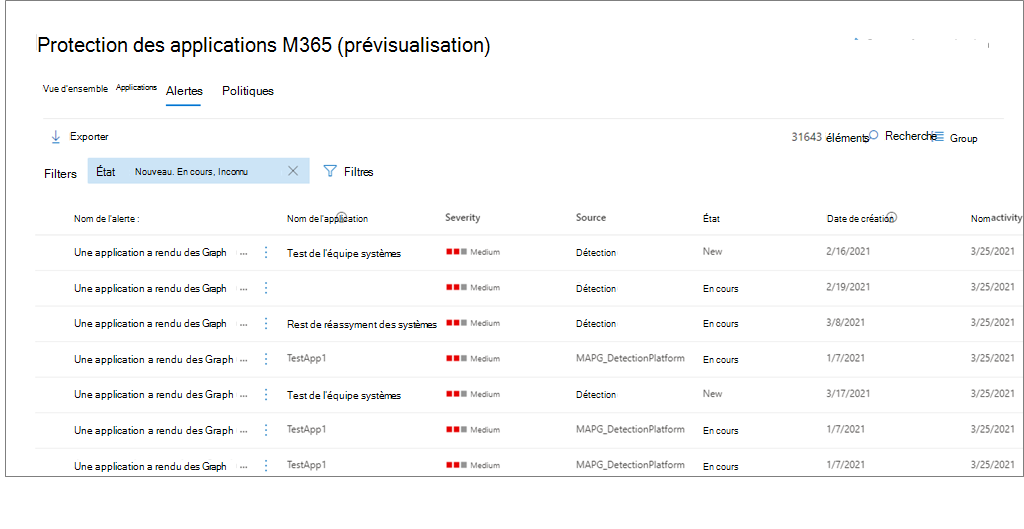 Protection des applications M365 (prévisualisation)
Vue d'ensemble Applications Alertes Politiques
Exporter 31643 éléments Recherche Group
Filters État Nouveau. En cours, Inconnu Filtres
Nom de l'alerte : Nom de l'application Severity Source État Date de création Nom activity
Une application a rendu des Graph ... Test de l'équipe systèmes Medium Détection New 2/16/2021 3/25/2021
Une application a rendu des Graph ... Medium Détection En cours 2/19/2021 3/25/2021
Une application a rendu des Graph ... Rest de réassyment des systèmes Medium Détection En cours 3/8/2021 3/25/2021
Une application a rendu des Graph ... TestApp1 Medium MAPG_DetectionPlatform En cours 1/7/2021 3/25/2021
Une application a rendu des Graph ... Test de l'équipe systèmes Medium Détection New 3/17/2021 3/25/2021
Une application a rendu des Graph ... TestApp1 Medium MAPG_DetectionPlatform En cours 1/7/2021 3/25/2021
Une application a rendu des Graph ... TestApp1 Medium MAPG_DetectionPlatform En cours 1/7/2021 3/25/2021